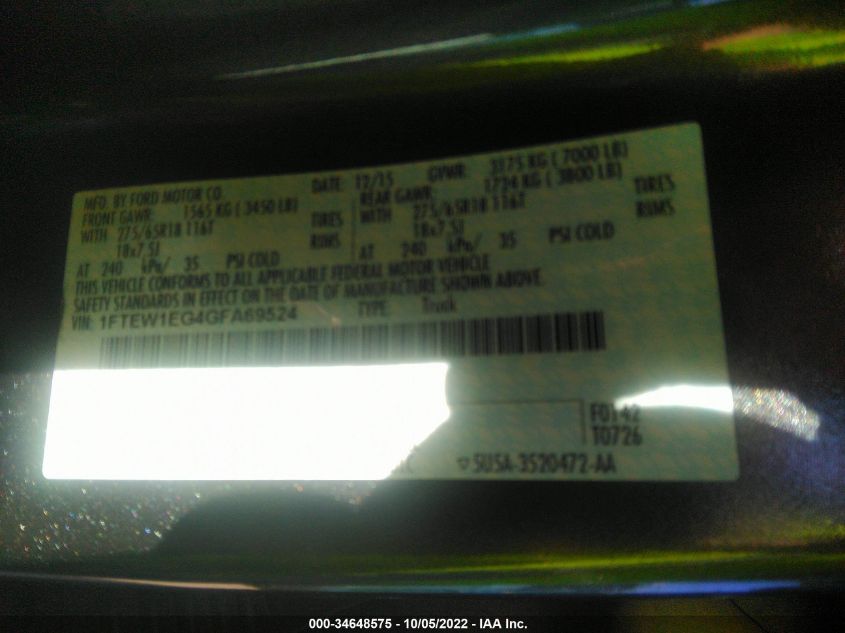 MFD. BY FORD MOTOR CO. DATE: 12/15 GVWR: 3175 KG ( 7000 LB)
FRONT GAWR: 1565 KG ( 3450 LB) REAR GAWR: 1724 KG ( 3800 LB)
WITH 275/65R18 116T TIRES WITH 275/65R18 116T TIRES
18x7.5J RIMS 18x7.5J RIMS
AT 240 kPa/ 35 PSI COLD AT 240 kPa/ 35 PSI COLD
THIS VEHICLE CONFORMS TO ALL APPLICABLE FEDERAL MOTOR VEHICLE
SAFETY STANDARDS IN EFFECT ON THE DATE OF MANUFACTURE SHOWN ABOVE.
VIN: 1FTEW1EG4GFA69524 TYPE: Truck
F0142
T0726
5U5A-3520472-AA
000-34648575 - 10/05/2022 - IAA Inc.